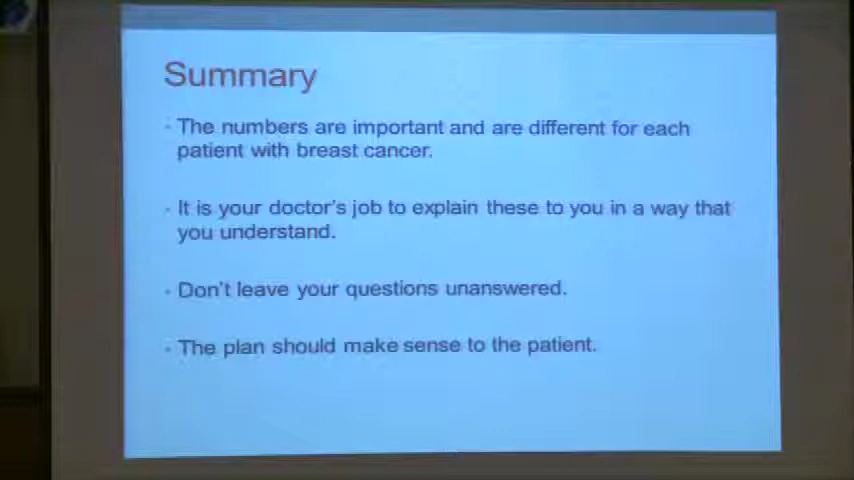 Summary
· The numbers are important and are different for each
patient with breast cancer.
· It is your doctor's job to explain these to you in a way that
you understand.
· Don't leave your questions unanswered.
· The plan should make sense to the patient.